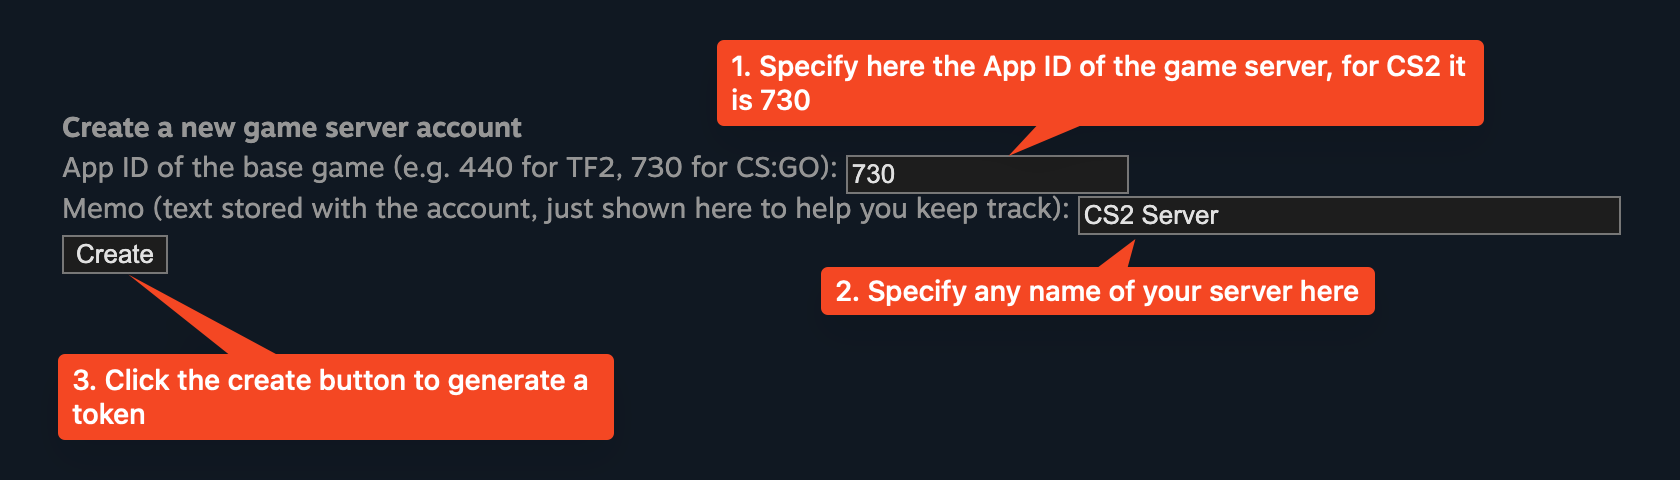 1. Specify here the App ID of the game server, for CS2 it
is 730
Create a new game server account
App ID of the base game (e.g. 440 for TF2, 730 for CS:GO): 730
Memo (text stored with the account, just shown here to help you keep track): CS2 Server
Create
2. Specify any name of your server here
3. Click the create button to generate a
token